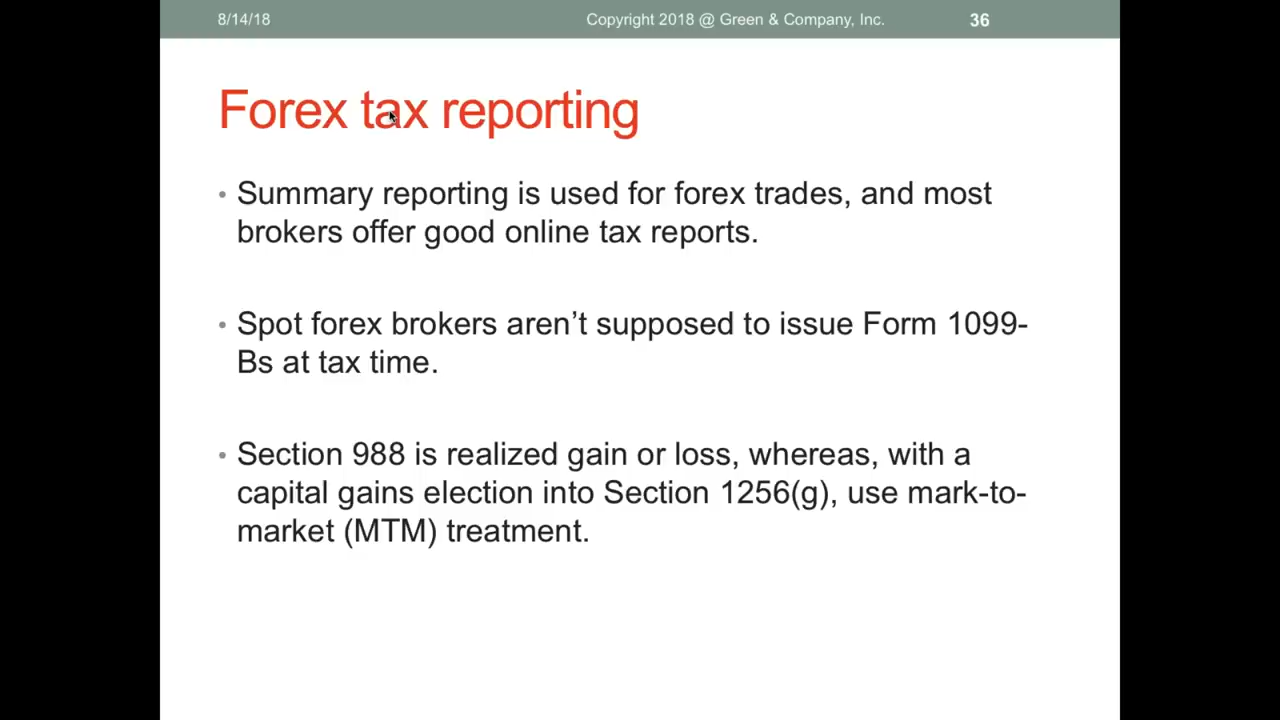 8/14/18 Copyright 2018 @ Green & Company, Inc. 36
Forex tax reporting
• Summary reporting is used for forex trades, and most
brokers offer good online tax reports.
• Spot forex brokers aren’t supposed to issue Form 1099-
Bs at tax time.
• Section 988 is realized gain or loss, whereas, with a
capital gains election into Section 1256(g), use mark-to-
market (MTM) treatment.